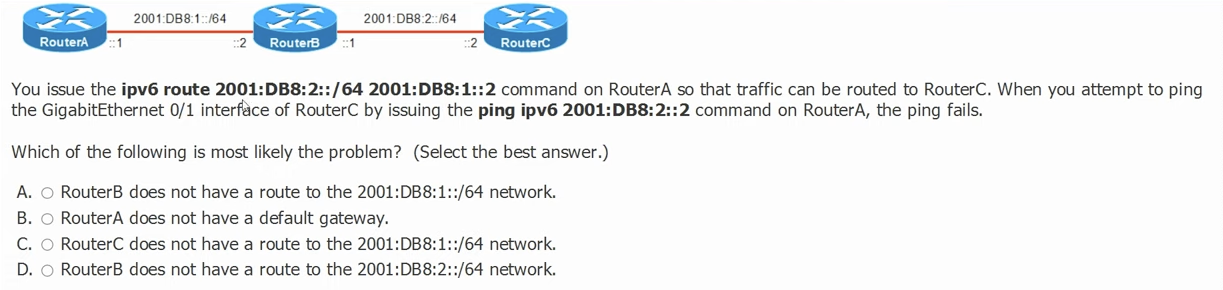 2001:DB8:1::/64 2001:DB8:2::/64
RouterA ::1 ::2 RouterB ::1 ::2 RouterC
You issue the ipv6 route 2001:DB8:2::/64 2001:DB8:1::2 command on RouterA so that traffic can be routed to RouterC. When you attempt to ping
the GigabitEthernet 0/1 interface of RouterC by issuing the ping ipv6 2001:DB8:2::2 command on RouterA, the ping fails.
Which of the following is most likely the problem? (Select the best answer.)
A. RouterB does not have a route to the 2001:DB8:1::/64 network.
B. RouterA does not have a default gateway.
C. RouterC does not have a route to the 2001:DB8:1::/64 network.
D. RouterB does not have a route to the 2001:DB8:2::/64 network.